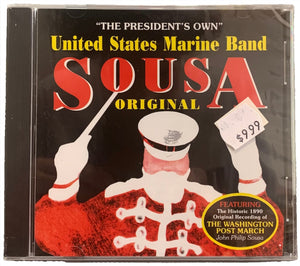 "THE PRESIDENT'S OWN"
United States Marine Band
SOUSA
ORIGINAL
$9.99
FEATURING
The Historic 1890
Original Recording of
THE WASHINGTON
POST MARCH
John Philip Sousa